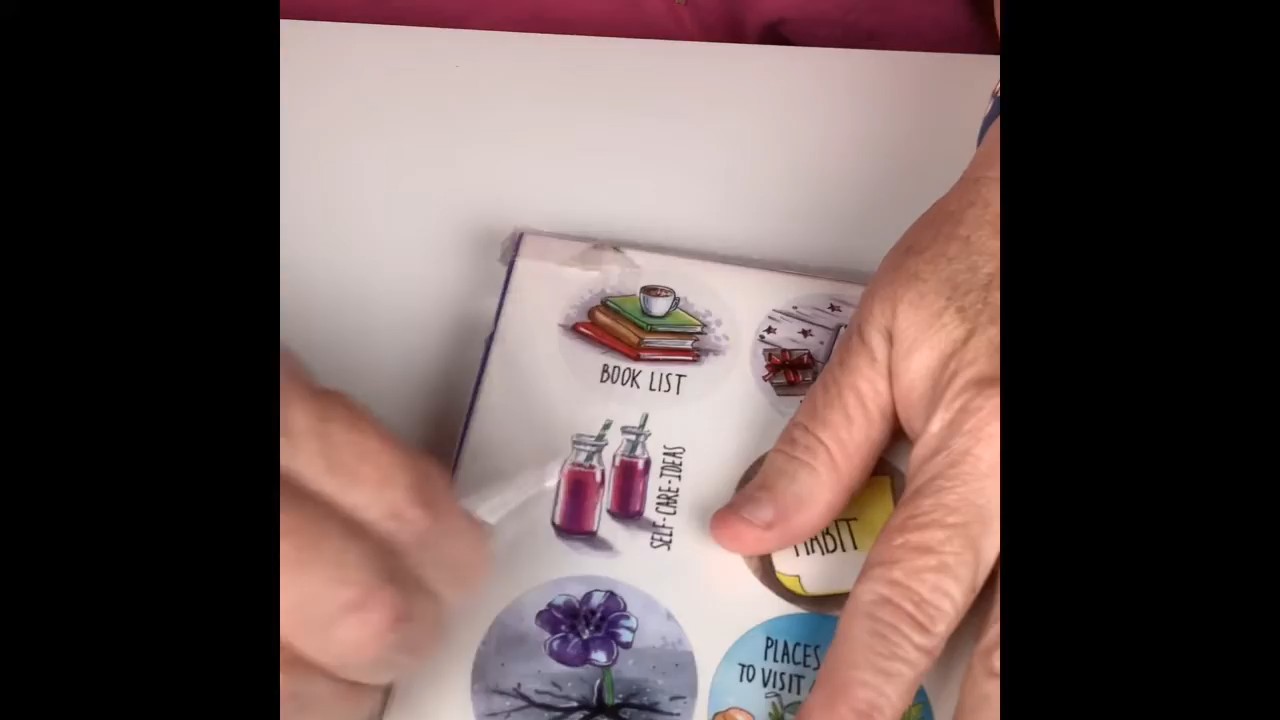 BOOK LIST
SELF-CARE-IDEAS
HABIT
PLACES
TO VISIT